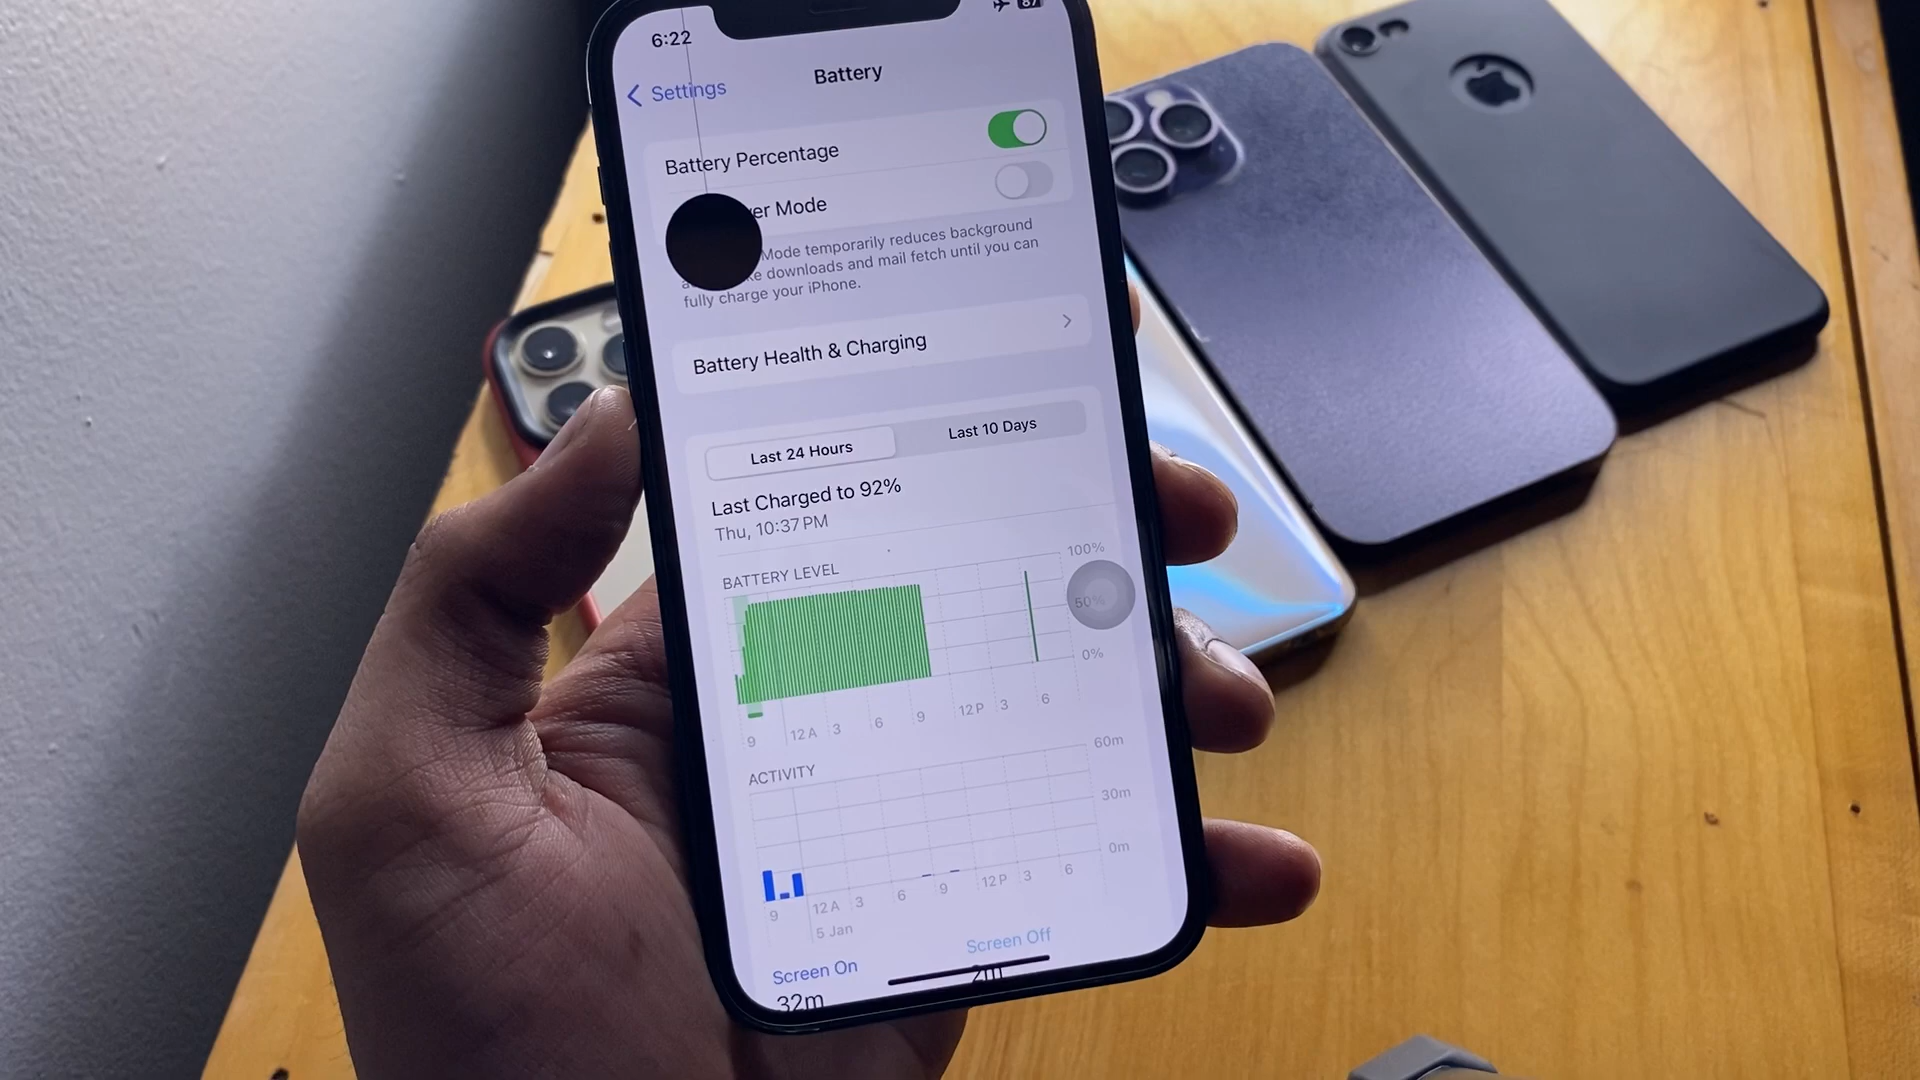 6:22
87
Settings
Battery
Battery Percentage
er Mode
Mode temporarily reduces background
downloads and mail fetch until you can
fully charge your iPhone.
Battery Health & Charging
Last 24 Hours
Last 10 Days
Last Charged to 92%
Thu, 10:37 PM
BATTERY LEVEL
100%
50%
0%
9 12 A 3 6 9 12 P 3 6
ACTIVITY
60m
30m
0m
9 12 A 3 6 9 12 P 3 6
5 Jan
Screen On
Screen Off
32m
2m